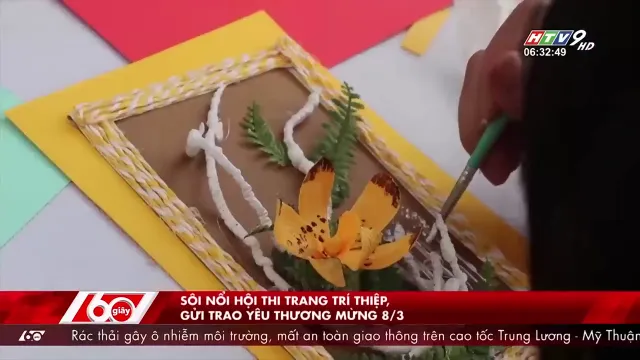 HTV9 HD
06:32:49
60 giây
SÔI NỔI HỘI THI TRANG TRÍ THIỆP,
GỬI TRAO YÊU THƯƠNG MỪNG 8/3
60 Rác thải gây ô nhiễm môi trường, mất an toàn giao thông trên cao tốc Trung Lương - Mỹ Thuận